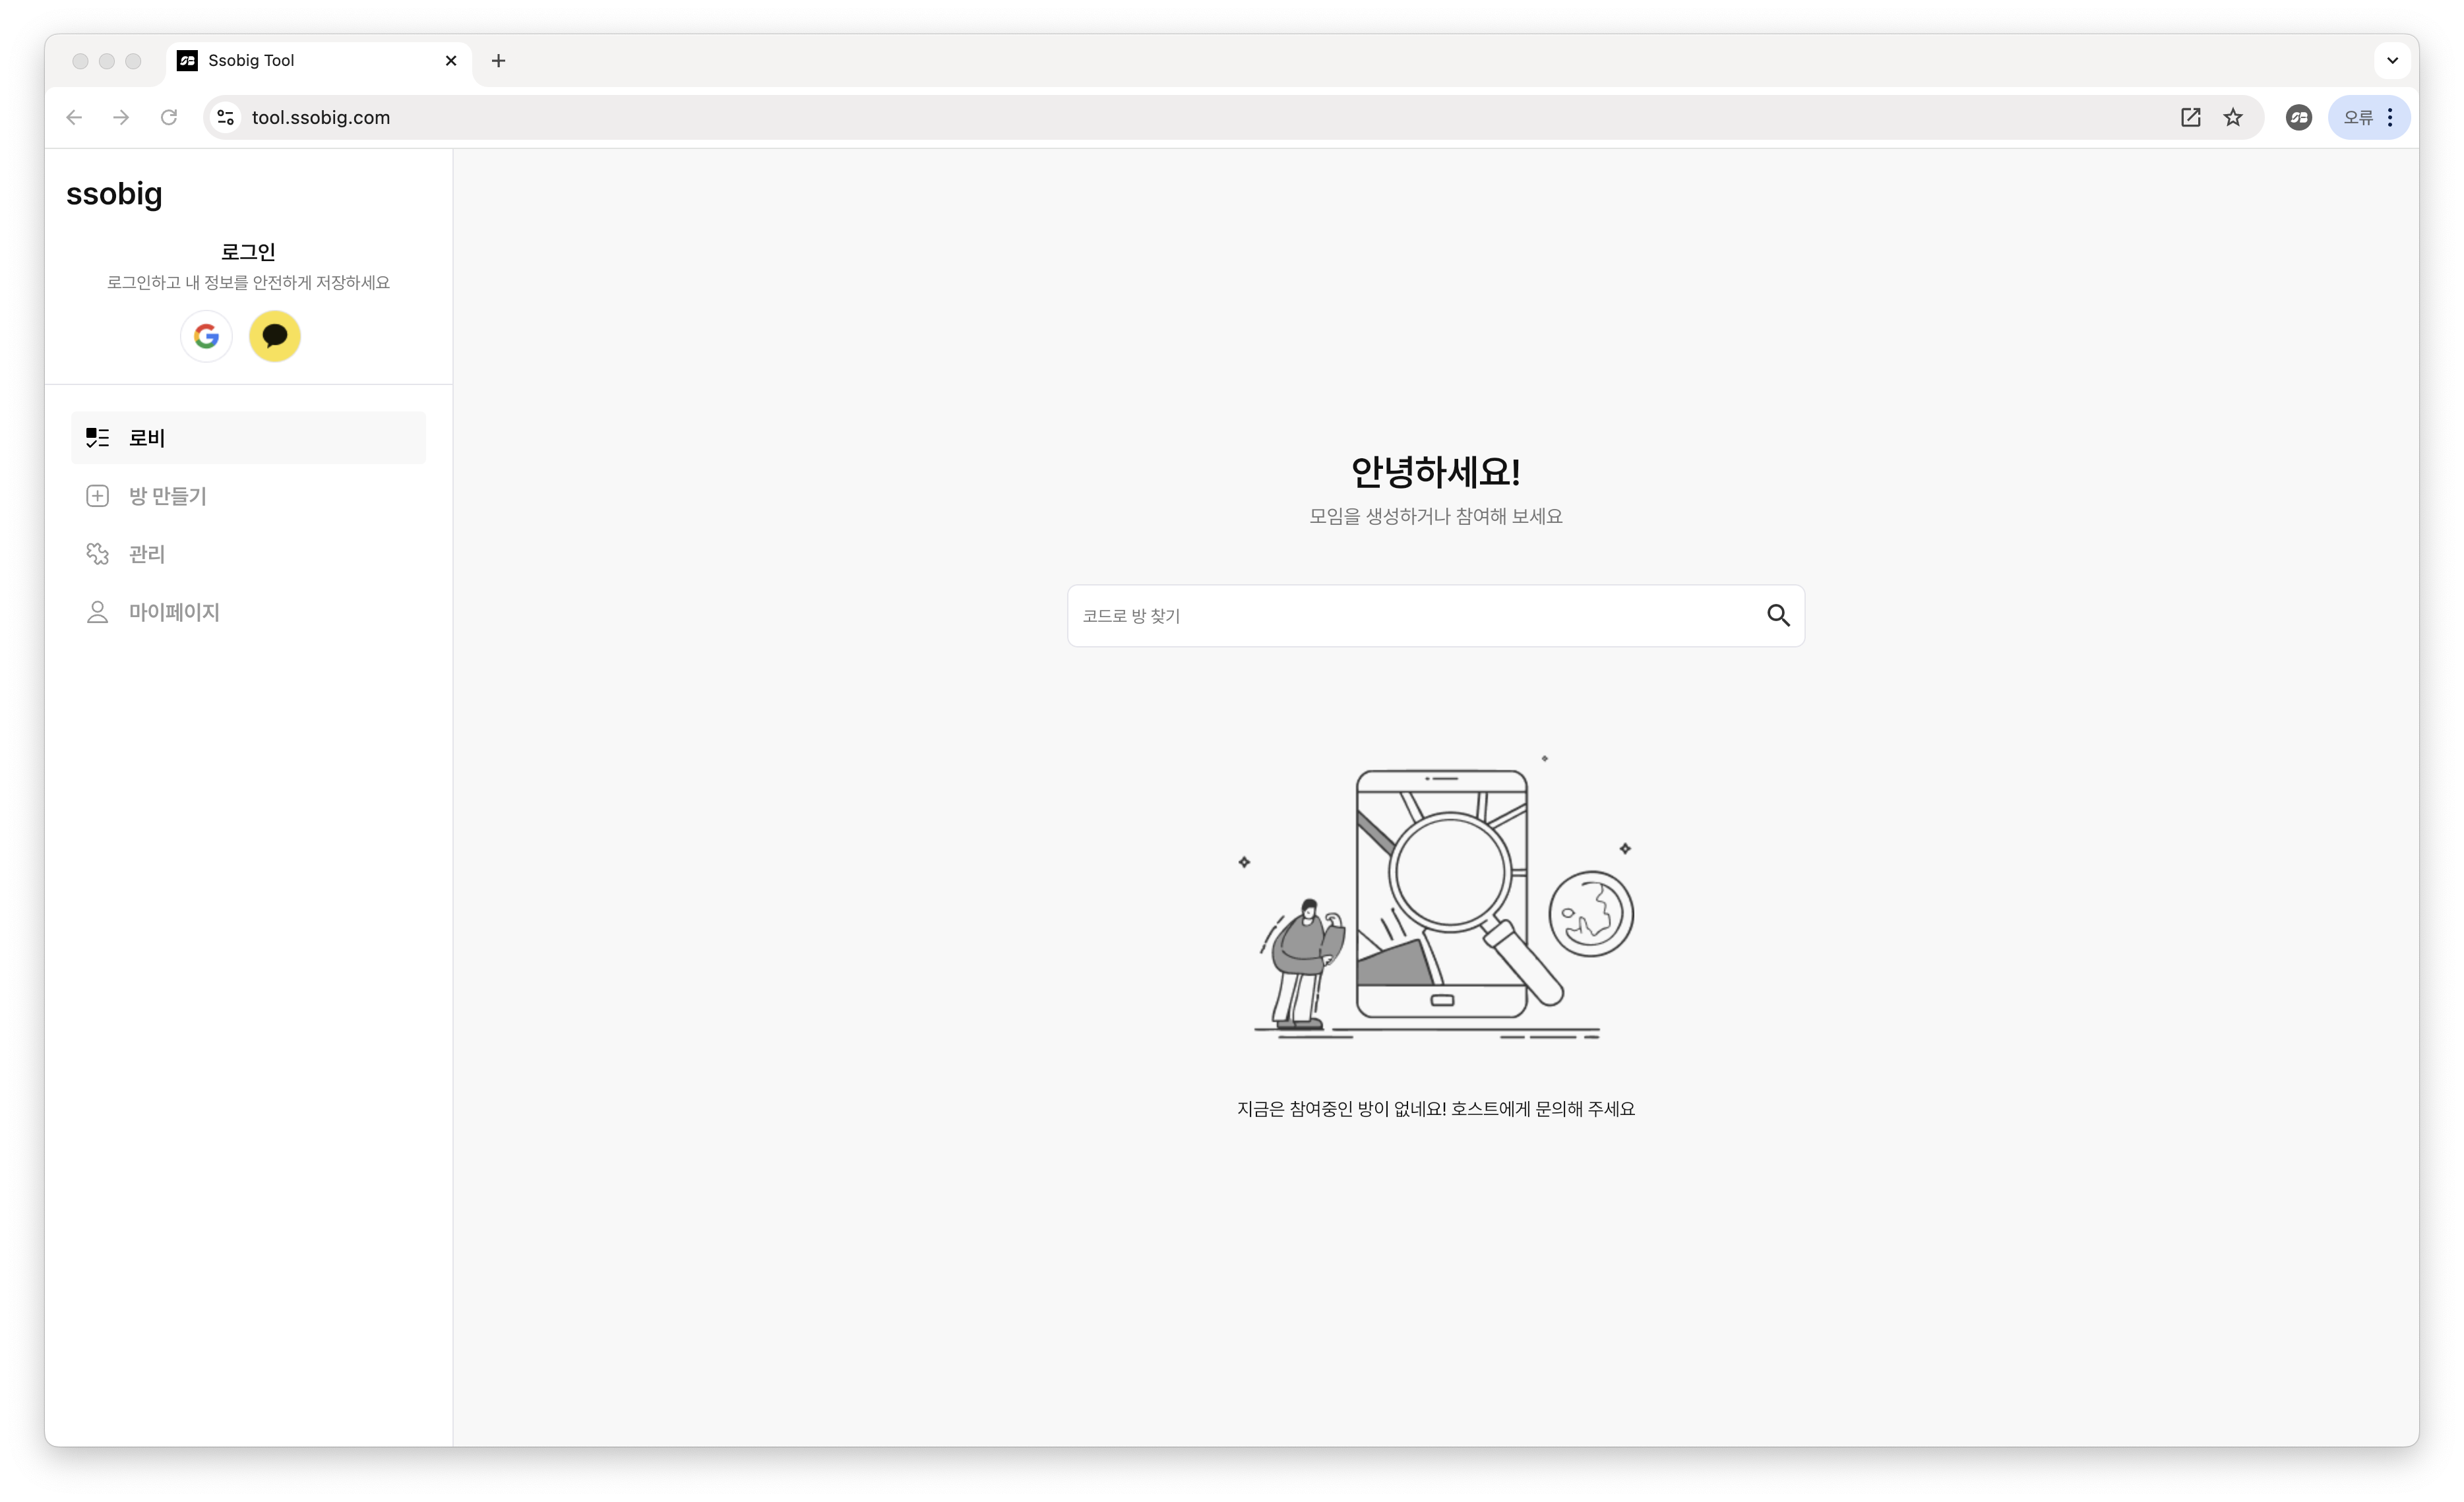 Ssobig Tool
tool.ssobig.com
오류
ssobig
로그인
로그인하고 내 정보를 안전하게 저장하세요
로비
방 만들기
관리
마이페이지
안녕하세요!
모임을 생성하거나 참여해 보세요
코드로 방 찾기
지금은 참여중인 방이 없네요! 호스트에게 문의해 주세요